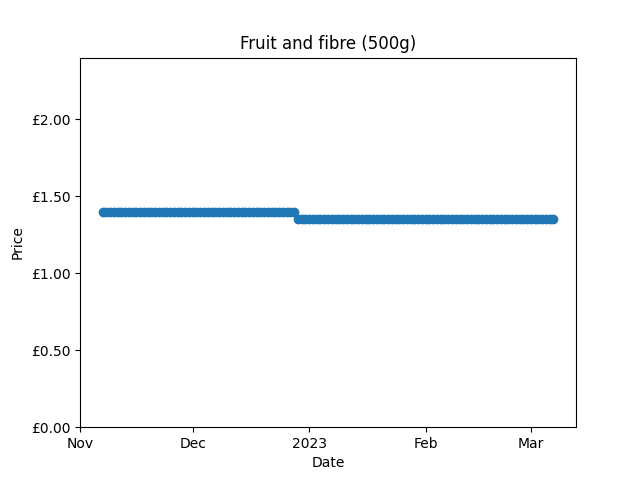 Fruit and fibre (500g)
£2.00
£1.50
£1.00
£0.50
£0.00
Price
Nov Dec 2023 Feb Mar
Date